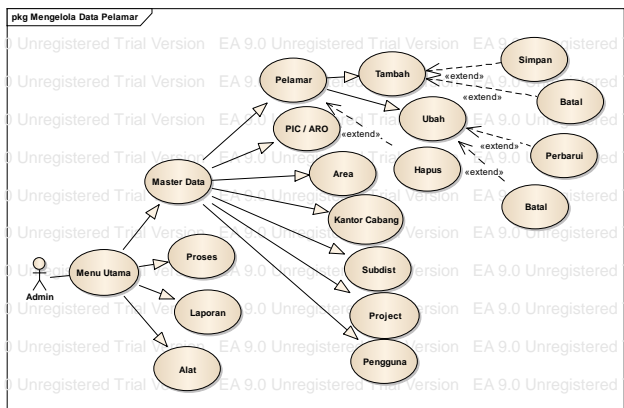 pkg Mengelola Data Pelamar
Unregistered Trial Version EA 9.0 Unregistered Trial Version EA 9.0 Unregistered
Simpan
Pelamar
Tambah
«extend»
Batal
«extend»
Ubah
PIC / ARO
«extend»
Hapus
«extend»
Perbarui
«extend»
Batal
Area
Master Data
Kantor Cabang
Subdist
Project
Pengguna
Admin
Menu Utama
Proses
Laporan
Alat